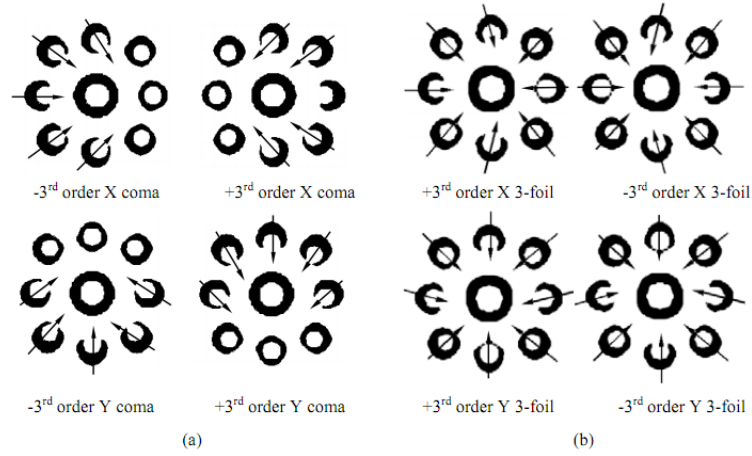 -3rd order X coma
+3rd order X coma
+3rd order X 3-foil
-3rd order X 3-foil
-3rd order Y coma
+3rd order Y coma
+3rd order Y 3-foil
-3rd order Y 3-foil
(a)
(b)